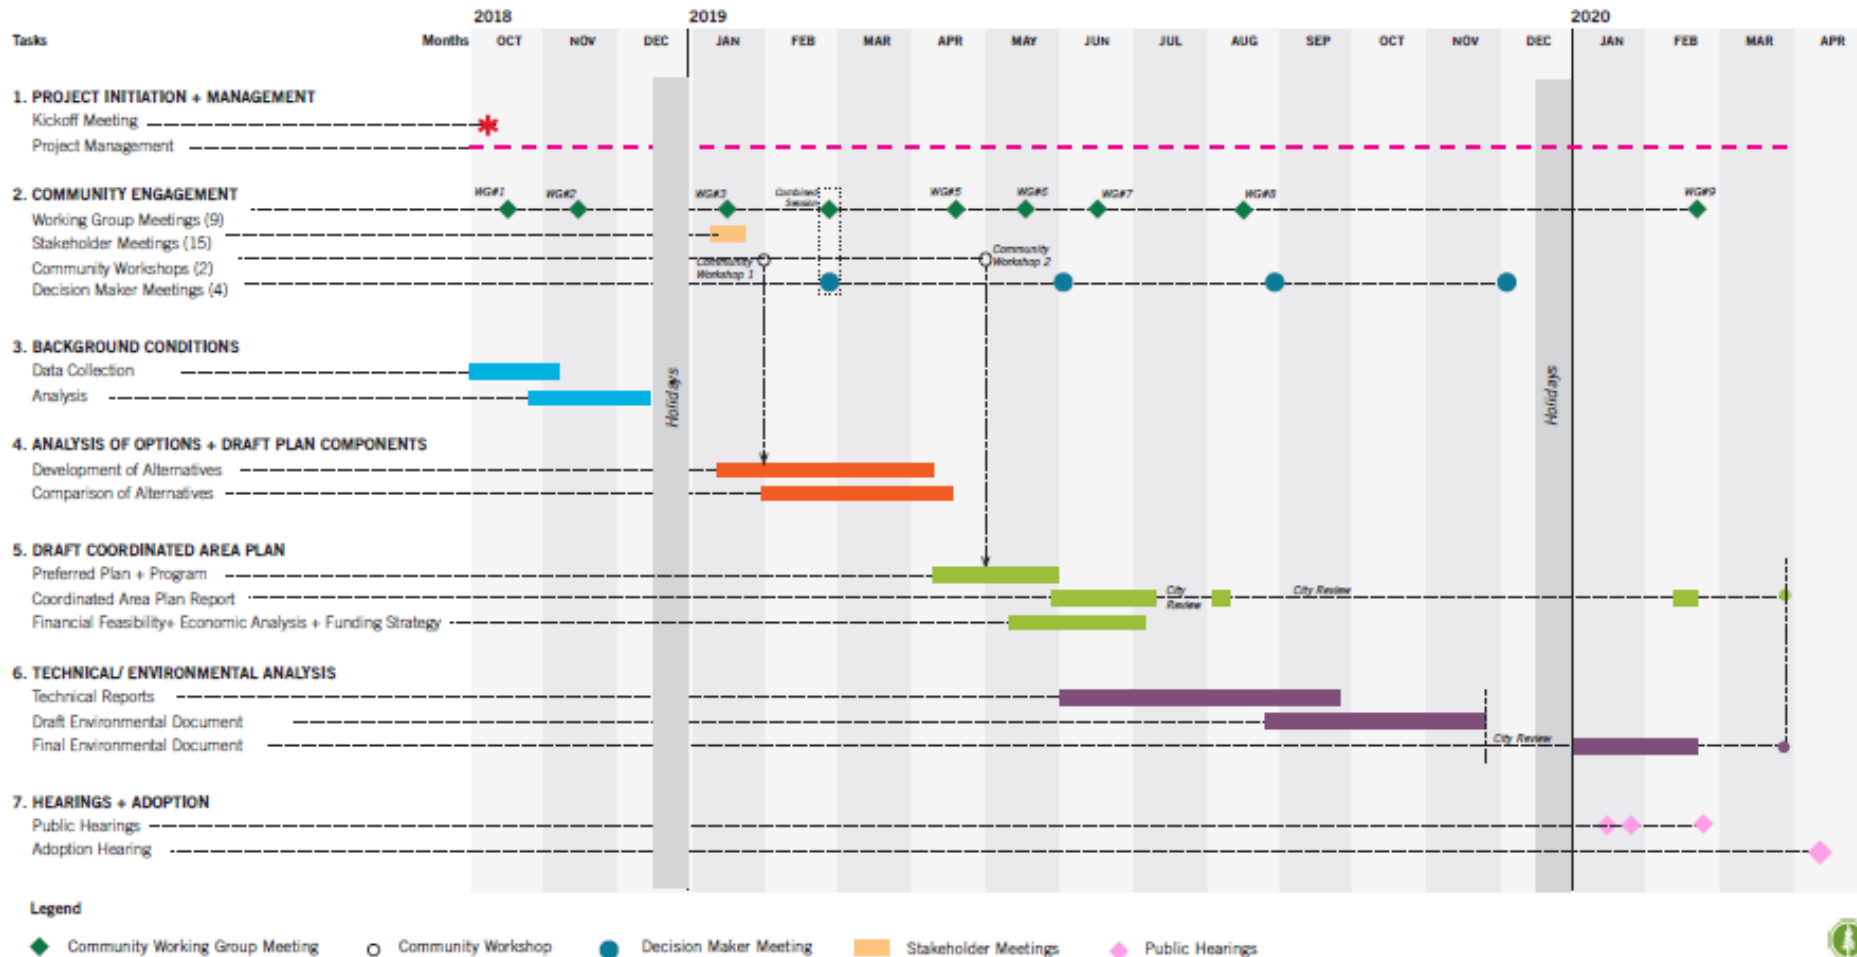 2018 2019 2020
Tasks Months OCT NOV DEC JAN FEB MAR APR MAY JUN JUL AUG SEP OCT NOV DEC JAN FEB MAR APR
1. PROJECT INITIATION + MANAGEMENT
Kickoff Meeting
Project Management
2. COMMUNITY ENGAGEMENT
WG#1 WG#2 WG#3 Combined Session WG#5 WG#6 WG#7 WG#8 WG#9
Working Group Meetings (9)
Stakeholder Meetings (15)
Community Workshops (2)
Community Workshop 1
Community Workshop 2
Decision Maker Meetings (4)
3. BACKGROUND CONDITIONS
Data Collection
Analysis
Holidays
Holidays
4. ANALYSIS OF OPTIONS + DRAFT PLAN COMPONENTS
Development of Alternatives
Comparison of Alternatives
5. DRAFT COORDINATED AREA PLAN
Preferred Plan + Program
Coordinated Area Plan Report City Review City Review
Financial Feasibility+ Economic Analysis + Funding Strategy
6. TECHNICAL/ ENVIRONMENTAL ANALYSIS
Technical Reports
Draft Environmental Document
Final Environmental Document City Review
7. HEARINGS + ADOPTION
Public Hearings
Adoption Hearing
Legend
Community Working Group Meeting Community Workshop Decision Maker Meeting Stakeholder Meetings Public Hearings